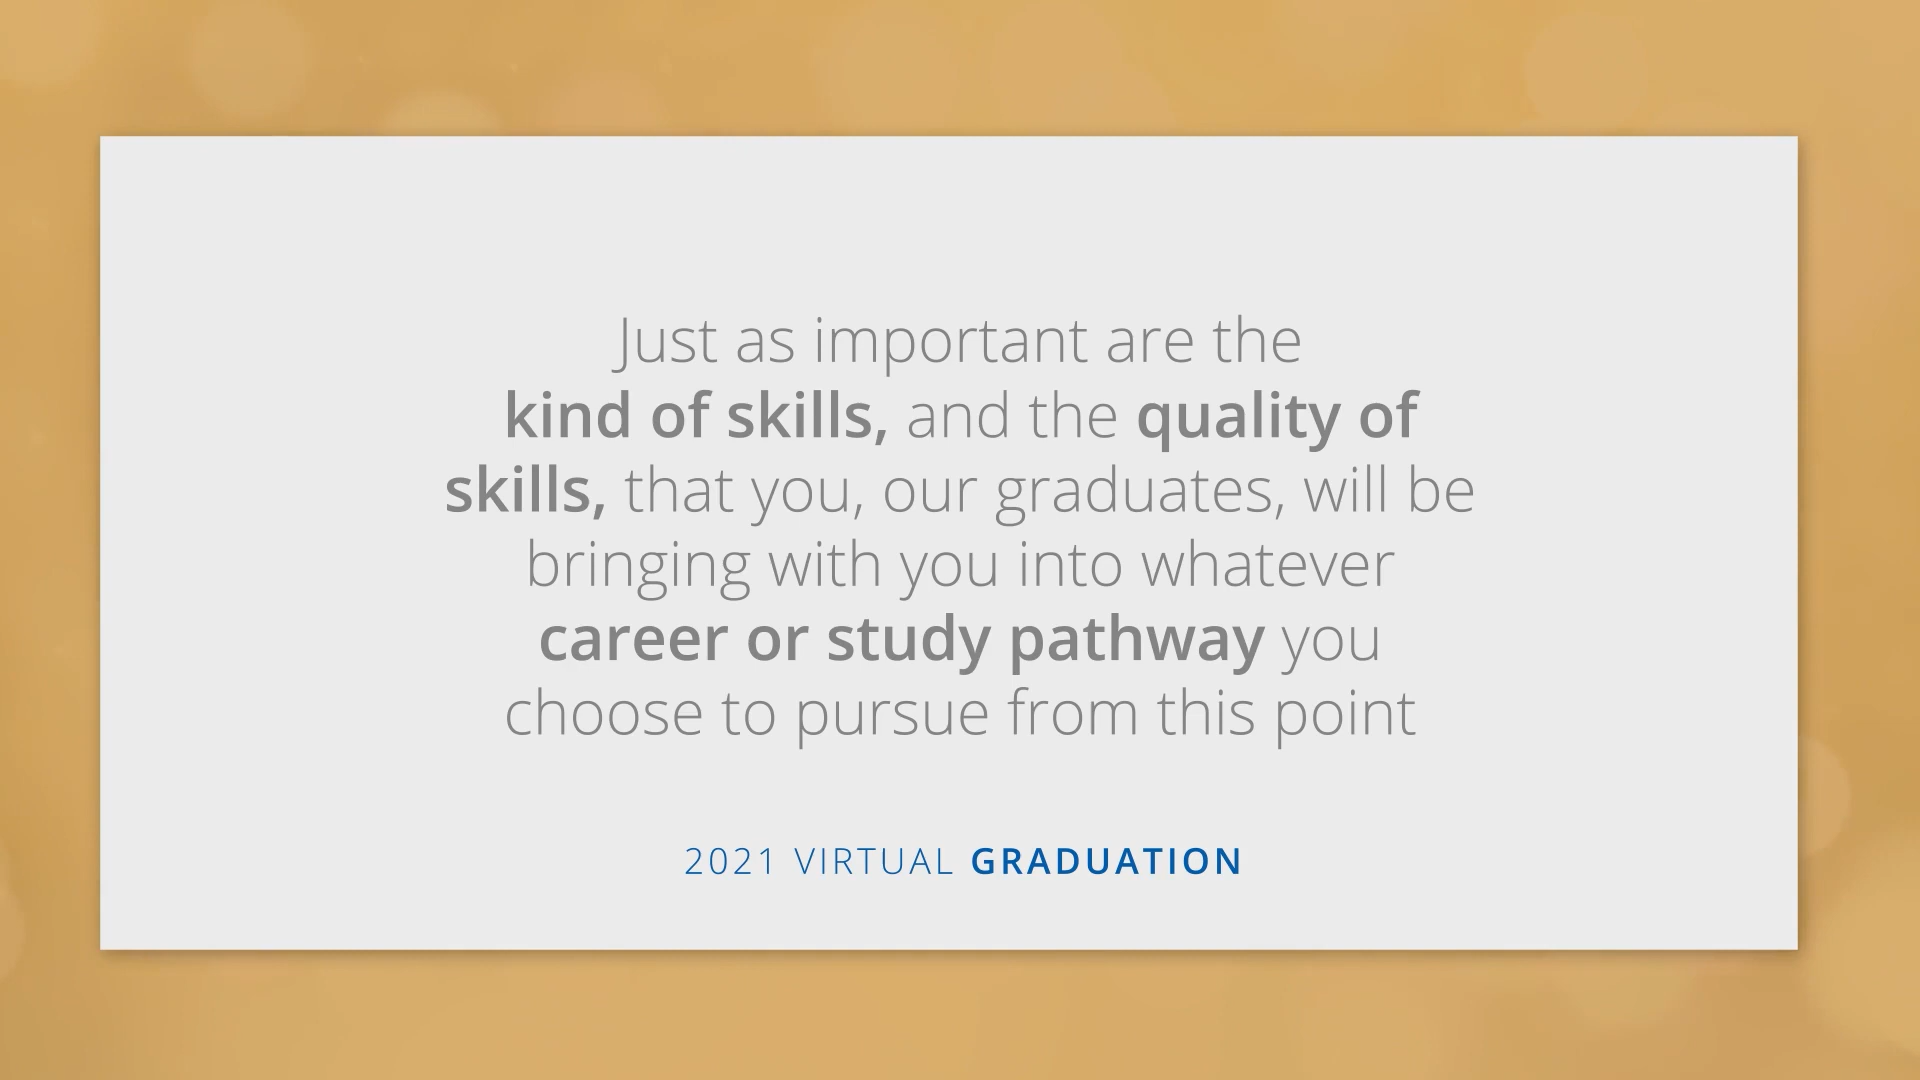 Just as important are the
kind of skills, and the quality of
skills, that you, our graduates, will be
bringing with you into whatever
career or study pathway you
choose to pursue from this point
2021 VIRTUAL GRADUATION